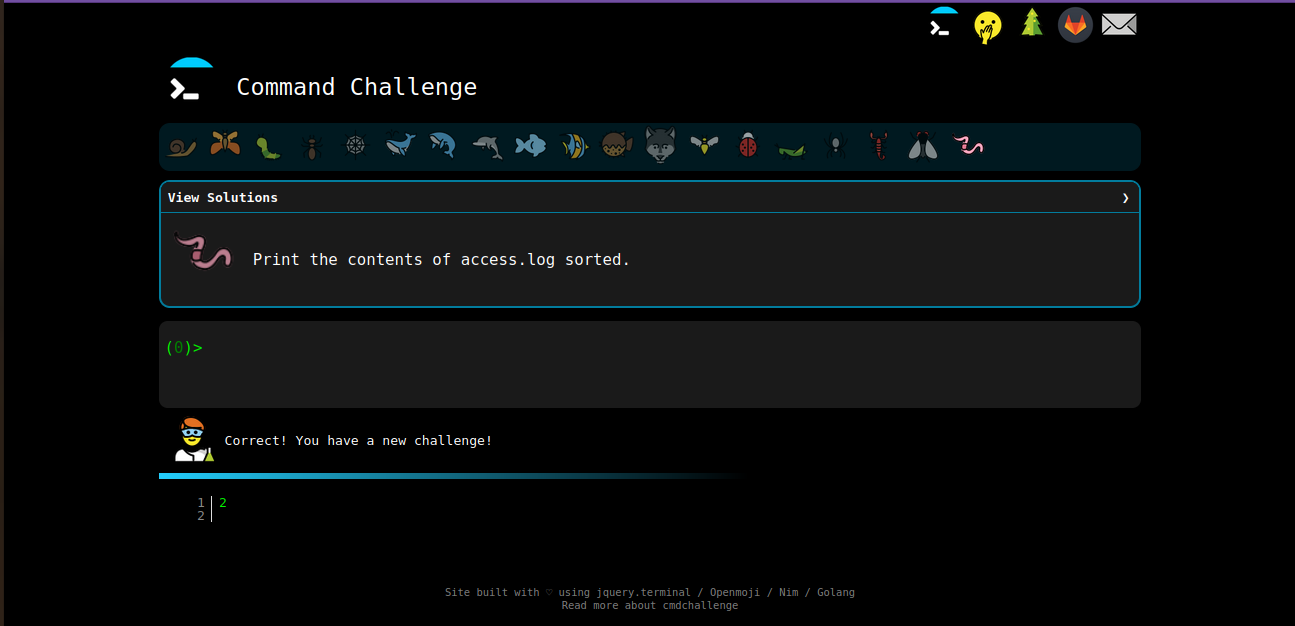 Command Challenge
View Solutions ❯
Print the contents of access.log sorted.
(0)>
Correct! You have a new challenge!
1 2
2
Site built with ♡ using jquery.terminal / Openmoji / Nim / Golang
Read more about cmdchallenge